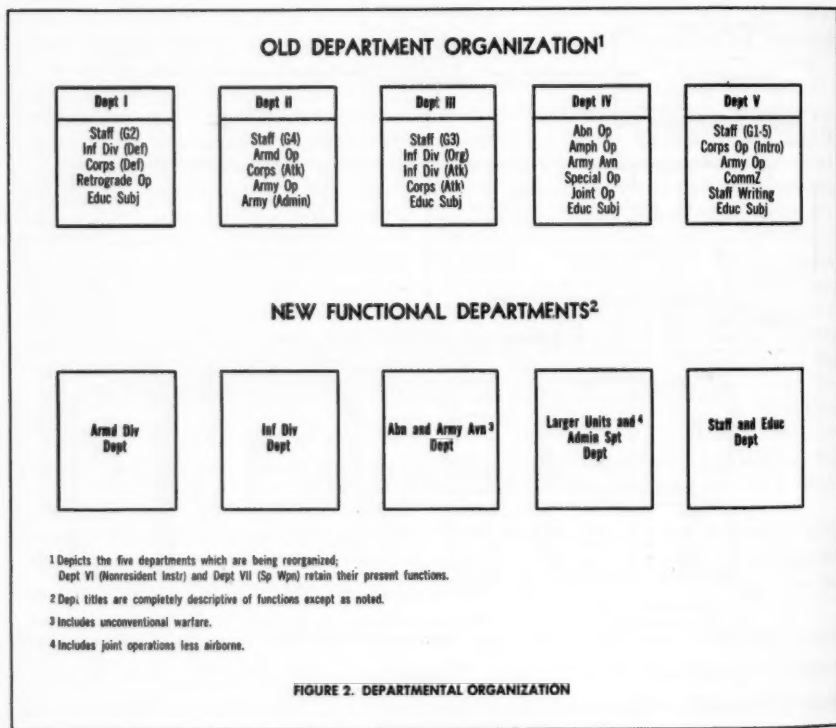 OLD DEPARTMENT ORGANIZATION¹
Dept I
Staff (G2)
Inf Div (Def)
Corps (Def)
Retrograde Op
Educ Subj
Dept II
Staff (G4)
Armd Op
Corps (Atk)
Army Op
Army (Admin)
Dept III
Staff (G3)
Inf Div (Org)
Inf Div (Atk)
Corps (Atk)
Educ Subj
Dept IV
Abn Op
Amph Op
Army Avn
Special Op
Joint Op
Educ Subj
Dept V
Staff (G1-5)
Corps Op (Intro)
Army Op
CommZ
Staff Writing
Educ Subj
NEW FUNCTIONAL DEPARTMENTS²
Armd Div
Dept
Inf Div
Dept
Abn and Army Avn³
Dept
Larger Units and⁴
Admin Spt
Dept
Staff and Educ
Dept
1 Depicts the five departments which are being reorganized;
Dept VI (Nonresident Instr) and Dept VII (Sp Wpn) retain their present functions.
2 Dept titles are completely descriptive of functions except as noted.
3 Includes unconventional warfare.
4 Includes joint operations less airborne.
FIGURE 2. DEPARTMENTAL ORGANIZATION